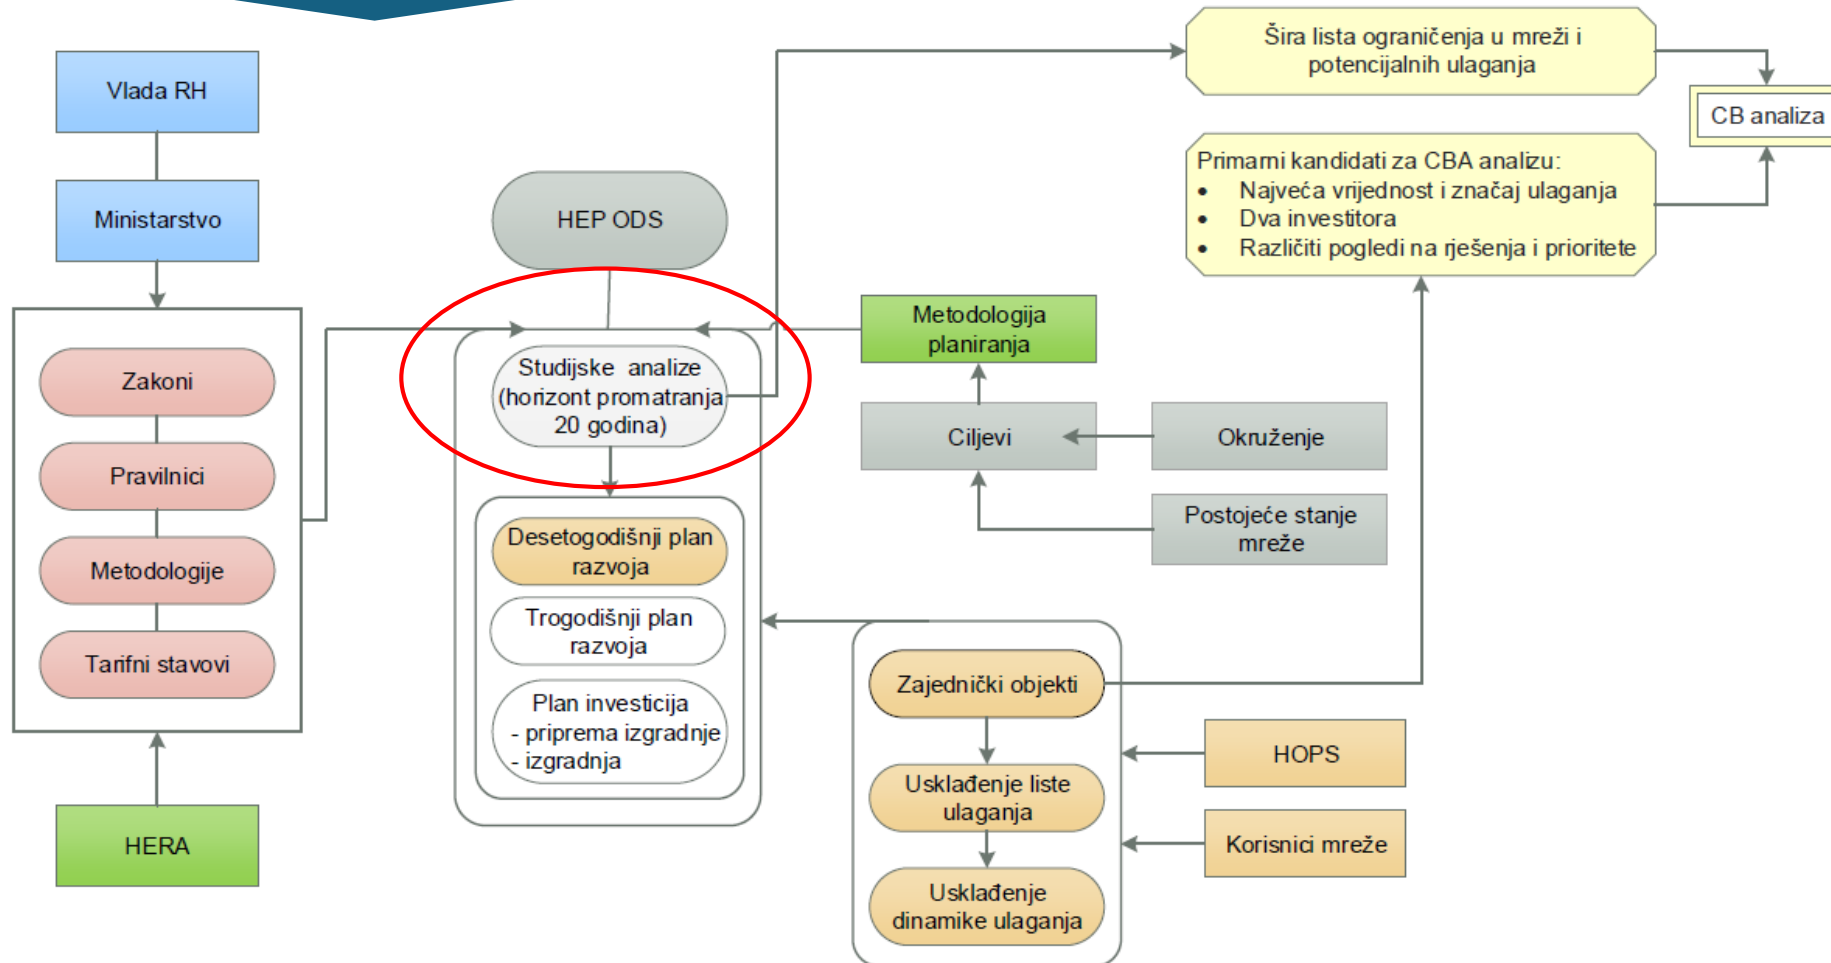 Vlada RH
Ministarstvo
Zakoni
Pravilnici
Metodologije
Tarifni stavovi
HERA
HEP ODS
Studijske analize
(horizont promatranja
20 godina)
Desetogodišnji plan
razvoja
Trogodišnji plan
razvoja
Plan investicija
- priprema izgradnje
- izgradnja
Metodologija
planiranja
Ciljevi
Okruženje
Postojeće stanje
mreže
Zajednički objekti
Usklađenje liste
ulaganja
Usklađenje
dinamike ulaganja
HOPS
Korisnici mreže
Šira lista ograničenja u mreži i
potencijalnih ulaganja
Primarni kandidati za CBA analizu:
• Najveća vrijednost i značaj ulaganja
• Dva investitora
• Različiti pogledi na rješenja i prioritete
CB analiza